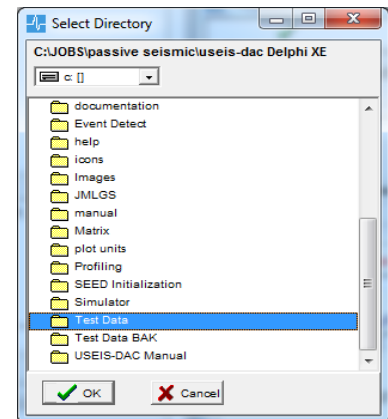 Select Directory
C:\JOBS\passive seismic\useis-dac Delphi XE
c: []
documentation
Event Detect
help
icons
Images
JMLGS
manual
Matrix
plot units
Profiling
SEED Initialization
Simulator
Test Data
Test Data BAK
USEIS-DAC Manual
OK Cancel